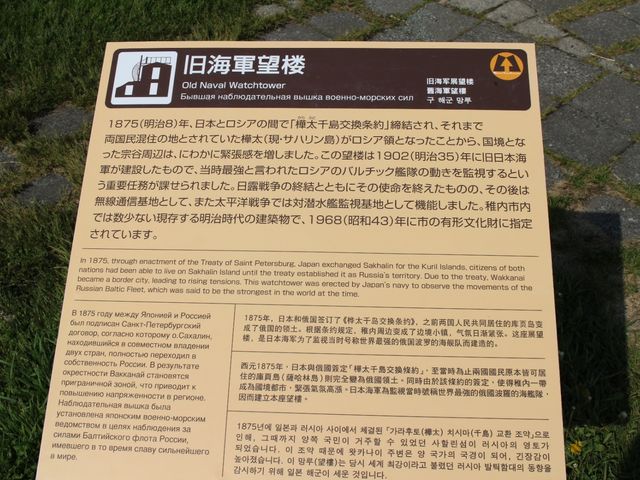 旧海軍望楼
Old Naval Watchtower
Бывшая наблюдательная вышка военно-морских сил
旧海军展望楼
舊海軍望樓
구 해군 망루
1875(明治8)年、日本とロシアの間で「樺太千島交換条約」締結され、それまで
両国民混住の地とされていた樺太(現・サハリン島)がロシア領となったことから、国境とな
った宗谷周辺は、にわかに緊張感を増しました。この望楼は1902(明治35)年に旧日本海
軍が建設したもので、当時最強と言われたロシアのバルチック艦隊の動きを監視するとい
う重要任務が課せられました。日露戦争の終結とともにその使命を終えたものの、その後は
無線通信基地として、また太平洋戦争では対潜水艦監視基地として機能しました。稚内市内
では数少ない現存する明治時代の建築物で、1968(昭和43)年に市の有形文化財に指定
されています。
In 1875, through enactment of the Treaty of Saint Petersburg, Japan exchanged Sakhalin for the Kuril Islands, citizens of both
nations had been able to live on Sakhalin Island until the treaty established it as Russia's territory. Due to the treaty, Wakkanai
became a border city, leading to rising tensions. This watchtower was erected by Japan's navy to observe the movements of the
Russian Baltic Fleet, which was said to be the strongest in the world at the time.
В 1875 году между Японией и Россией
был подписан Санкт-Петербургский
договор, согласно которому о.Сахалин,
находившийся в совместном владении
двух стран, полностью переходил в
собственность России. В результате
окрестности Вакканай становятся
приграничной зоной, что приводит к
повышению напряженности в регионе.
Наблюдательная вышка была
установлена японским военно-морским
ведомством в целях наблюдения за
силами Балтийского флота России,
имевшего в то время славу сильнейшего
в мире.
1875年，日本和俄国签订了《桦太千岛交换条约》，之前两国人民共同居住的库页岛变
成了俄国的领土。根据条约规定，稚内周边变成了边境小镇，气氛日渐紧张。这座展望
楼，是日本海军为监视当时号称世界最强的俄国波罗的海舰队而建造的。
西元1875年，日本與俄國簽定「樺太千島交換條約」，至當時為止兩國國民原本皆可居
住的庫頁島（薩哈林島）則完全變為俄國領土。同時由於該條約的簽定，使得稚內一帶
成為國境都市，緊張氣氛高漲。日本海軍為監視當時號稱世界最強的俄國波羅的海艦隊，
因而建立本座望樓。
1875년에 일본과 러시아 사이에서 체결된 「가라후토(樺太) 치시마(千島) 교환 조약」으로
인해, 그때까지 양쪽 국민이 거주할 수 있었던 사할린섬이 러시아의 영토가
되었습니다. 이 조약 때문에 왓카나이 주변은 양 국가의 국경이 되어, 긴장감이
높아졌습니다. 이 망루(望樓)는 당시 세계 최강이라고 불렸던 러시아 발틱함대의 동향을
감시하기 위해 일본 해군이 세운 것입니다.